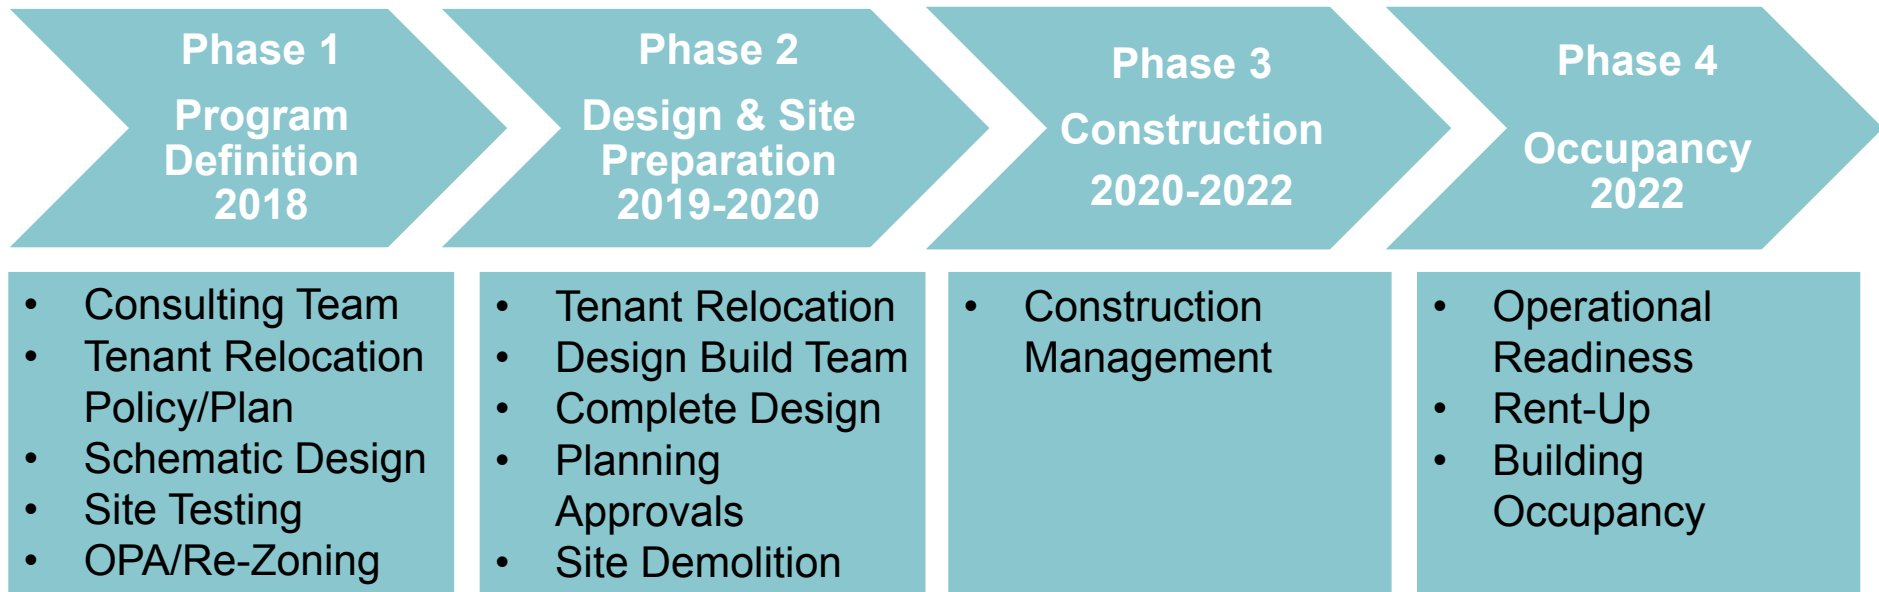 Phase 1
Program
Definition
2018
Phase 2
Design & Site
Preparation
2019-2020
Phase 3
Construction
2020-2022
Phase 4
Occupancy
2022
• Consulting Team
• Tenant Relocation
Policy/Plan
• Schematic Design
• Site Testing
• OPA/Re-Zoning
• Tenant Relocation
• Design Build Team
• Complete Design
• Planning
Approvals
• Site Demolition
• Construction
Management
• Operational
Readiness
• Rent-Up
• Building
Occupancy